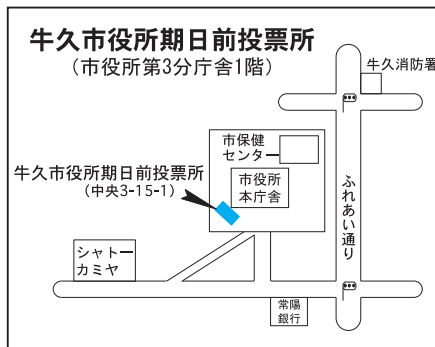 牛久市役所期日前投票所
(市役所第3分庁舎1階)
牛久消防署
市保健
センター
牛久市役所期日前投票所
(中央3-15-1)
市役所
本庁舎
ふれあい通り
シャトー
カミヤ
常陽
銀行